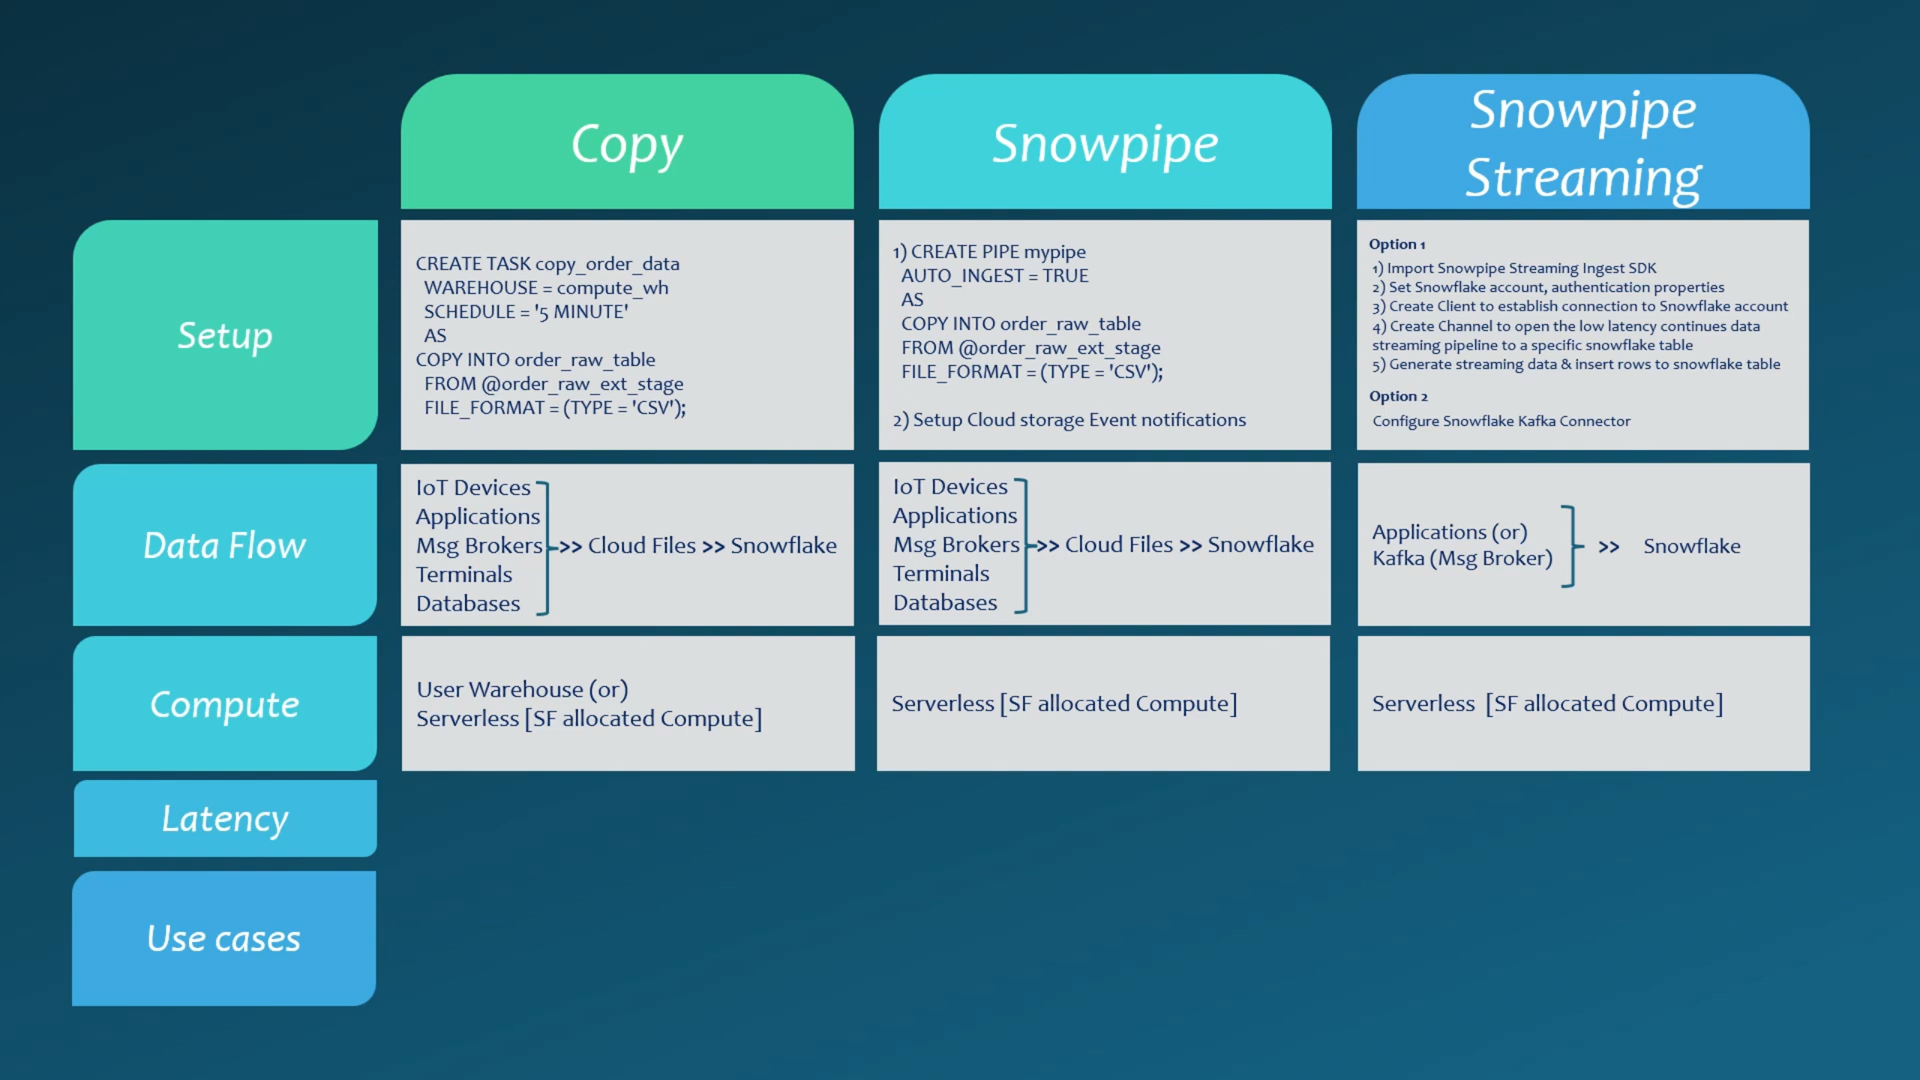 Copy
Snowpipe
Snowpipe
Streaming
Setup
CREATE TASK copy_order_data
WAREHOUSE = compute_wh
SCHEDULE = '5 MINUTE'
AS
COPY INTO order_raw_table
FROM @order_raw_ext_stage
FILE_FORMAT = (TYPE = 'CSV');
1) CREATE PIPE mypipe
AUTO_INGEST = TRUE
AS
COPY INTO order_raw_table
FROM @order_raw_ext_stage
FILE_FORMAT = (TYPE = 'CSV');
2) Setup Cloud storage Event notifications
Option 1
1) Import Snowpipe Streaming Ingest SDK
2) Set Snowflake account, authentication properties
3) Create Client to establish connection to Snowflake account
4) Create Channel to open the low latency continues data
streaming pipeline to a specific snowflake table
5) Generate streaming data & insert rows to snowflake table
Option 2
Configure Snowflake Kafka Connector
Data Flow
IoT Devices
Applications
Msg Brokers >> Cloud Files >> Snowflake
Terminals
Databases
IoT Devices
Applications
Msg Brokers >> Cloud Files >> Snowflake
Terminals
Databases
Applications (or)
Kafka (Msg Broker)
>> Snowflake
Compute
User Warehouse (or)
Serverless [SF allocated Compute]
Serverless [SF allocated Compute]
Serverless [SF allocated Compute]
Latency
Use cases